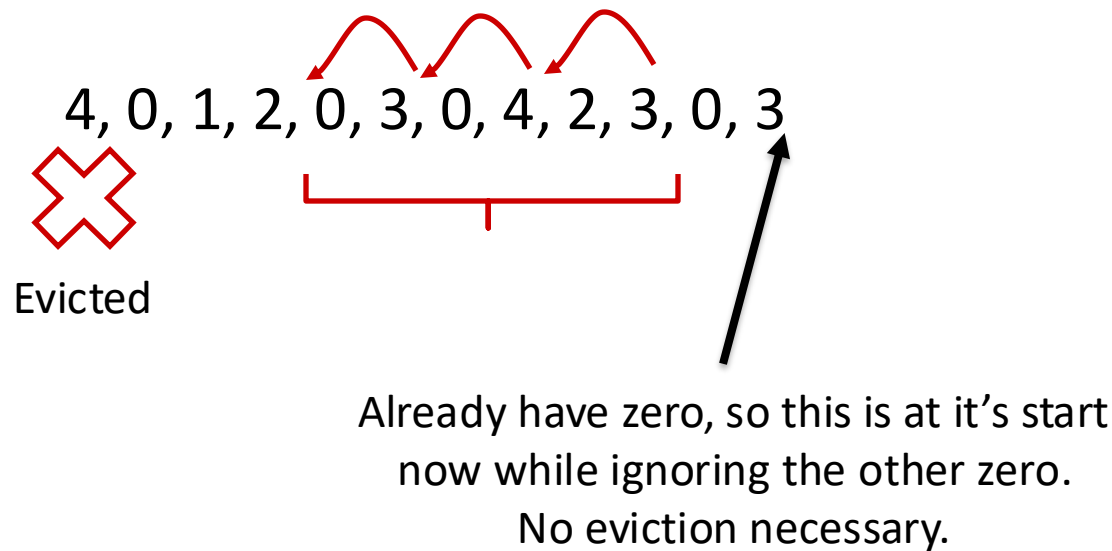 4, 0, 1, 2, 0, 3, 0, 4, 2, 3, 0, 3
Evicted
Already have zero, so this is at it’s start
now while ignoring the other zero.
No eviction necessary.